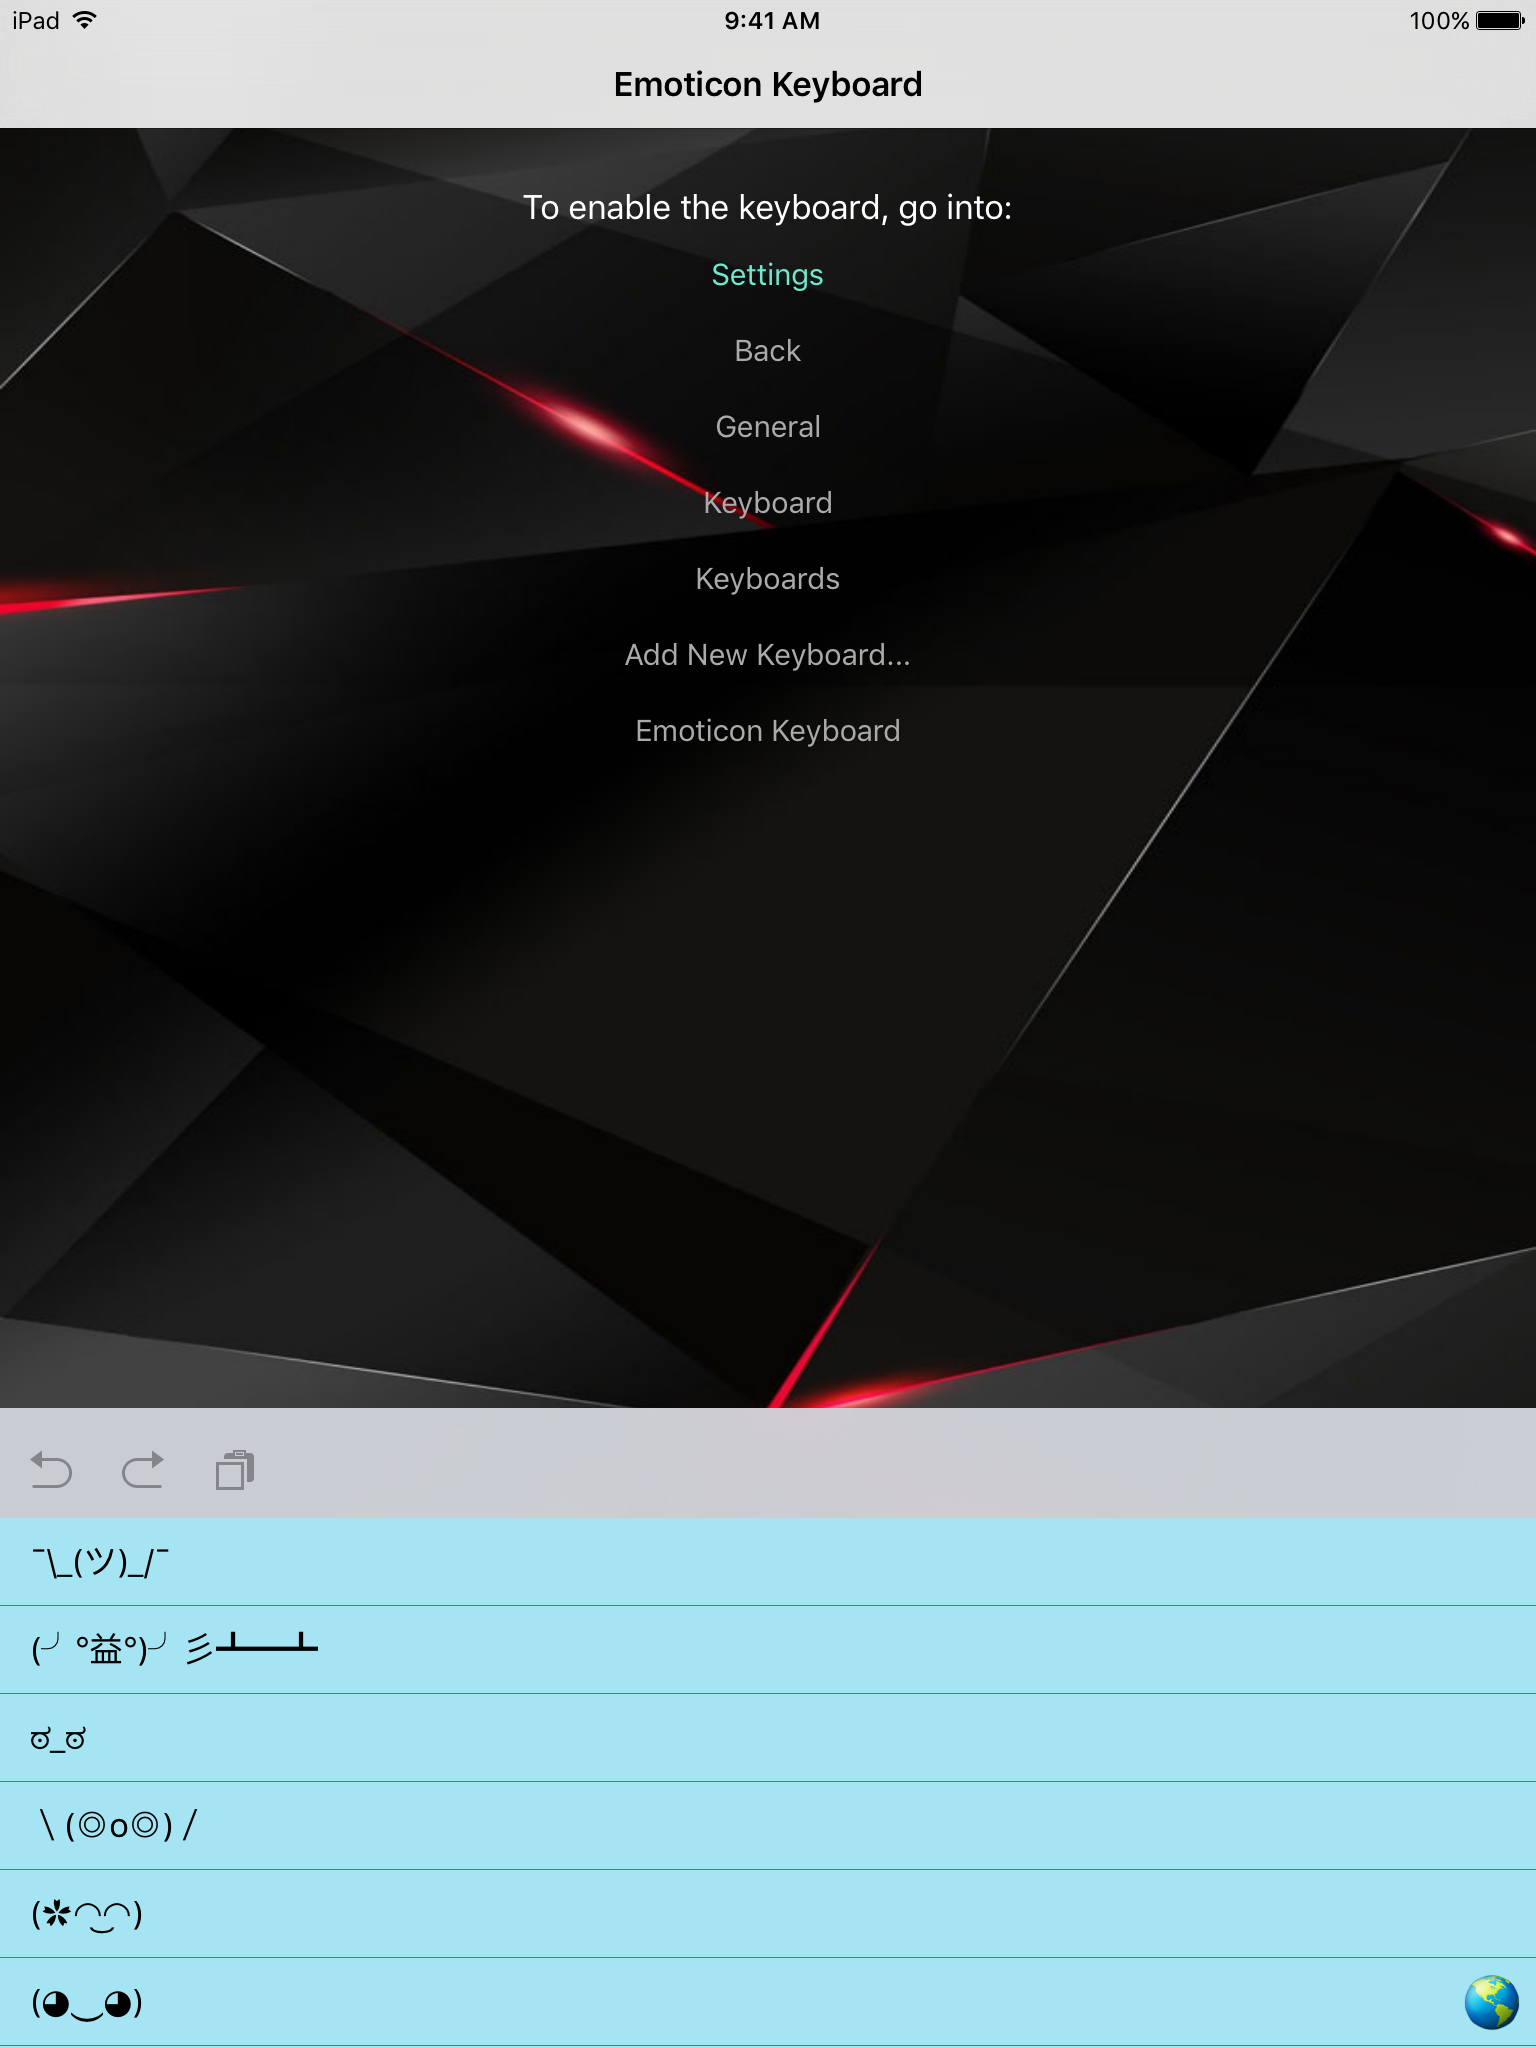 iPad 9:41 AM 100%
Emoticon Keyboard
To enable the keyboard, go into:
Settings
Back
General
Keyboard
Keyboards
Add New Keyboard...
Emoticon Keyboard
¯\_(ツ)_/¯
(╯°益°)╯彡┻━┻
ಠ_ಠ
\(◎o◎)/
(✿◠‿◠)
(◕‿◕)